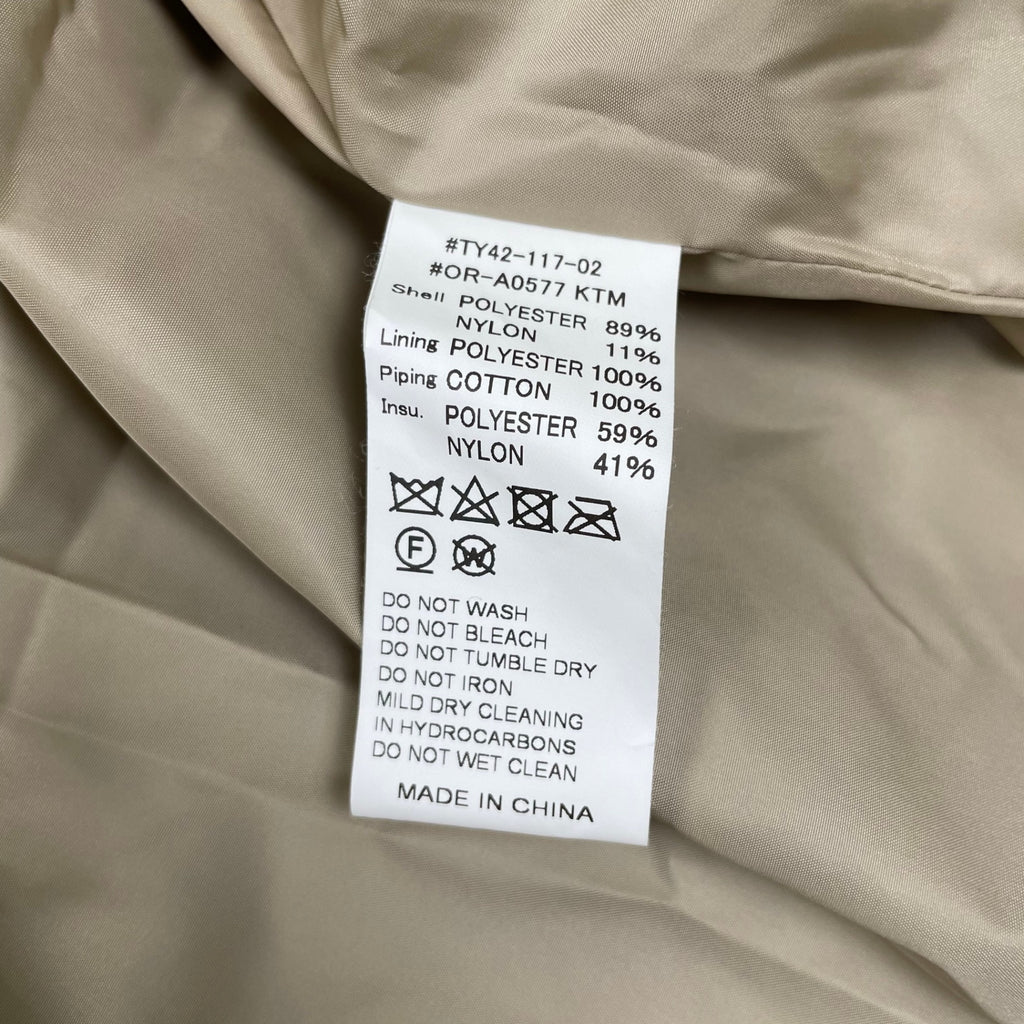 #TY42-117-02
#OR-A0577 KTM
Shell POLYESTER 89%
NYLON 11%
Lining POLYESTER 100%
Piping COTTON 100%
Insu. POLYESTER 59%
NYLON 41%
F W
DO NOT WASH
DO NOT BLEACH
DO NOT TUMBLE DRY
DO NOT IRON
MILD DRY CLEANING
IN HYDROCARBONS
DO NOT WET CLEAN
MADE IN CHINA